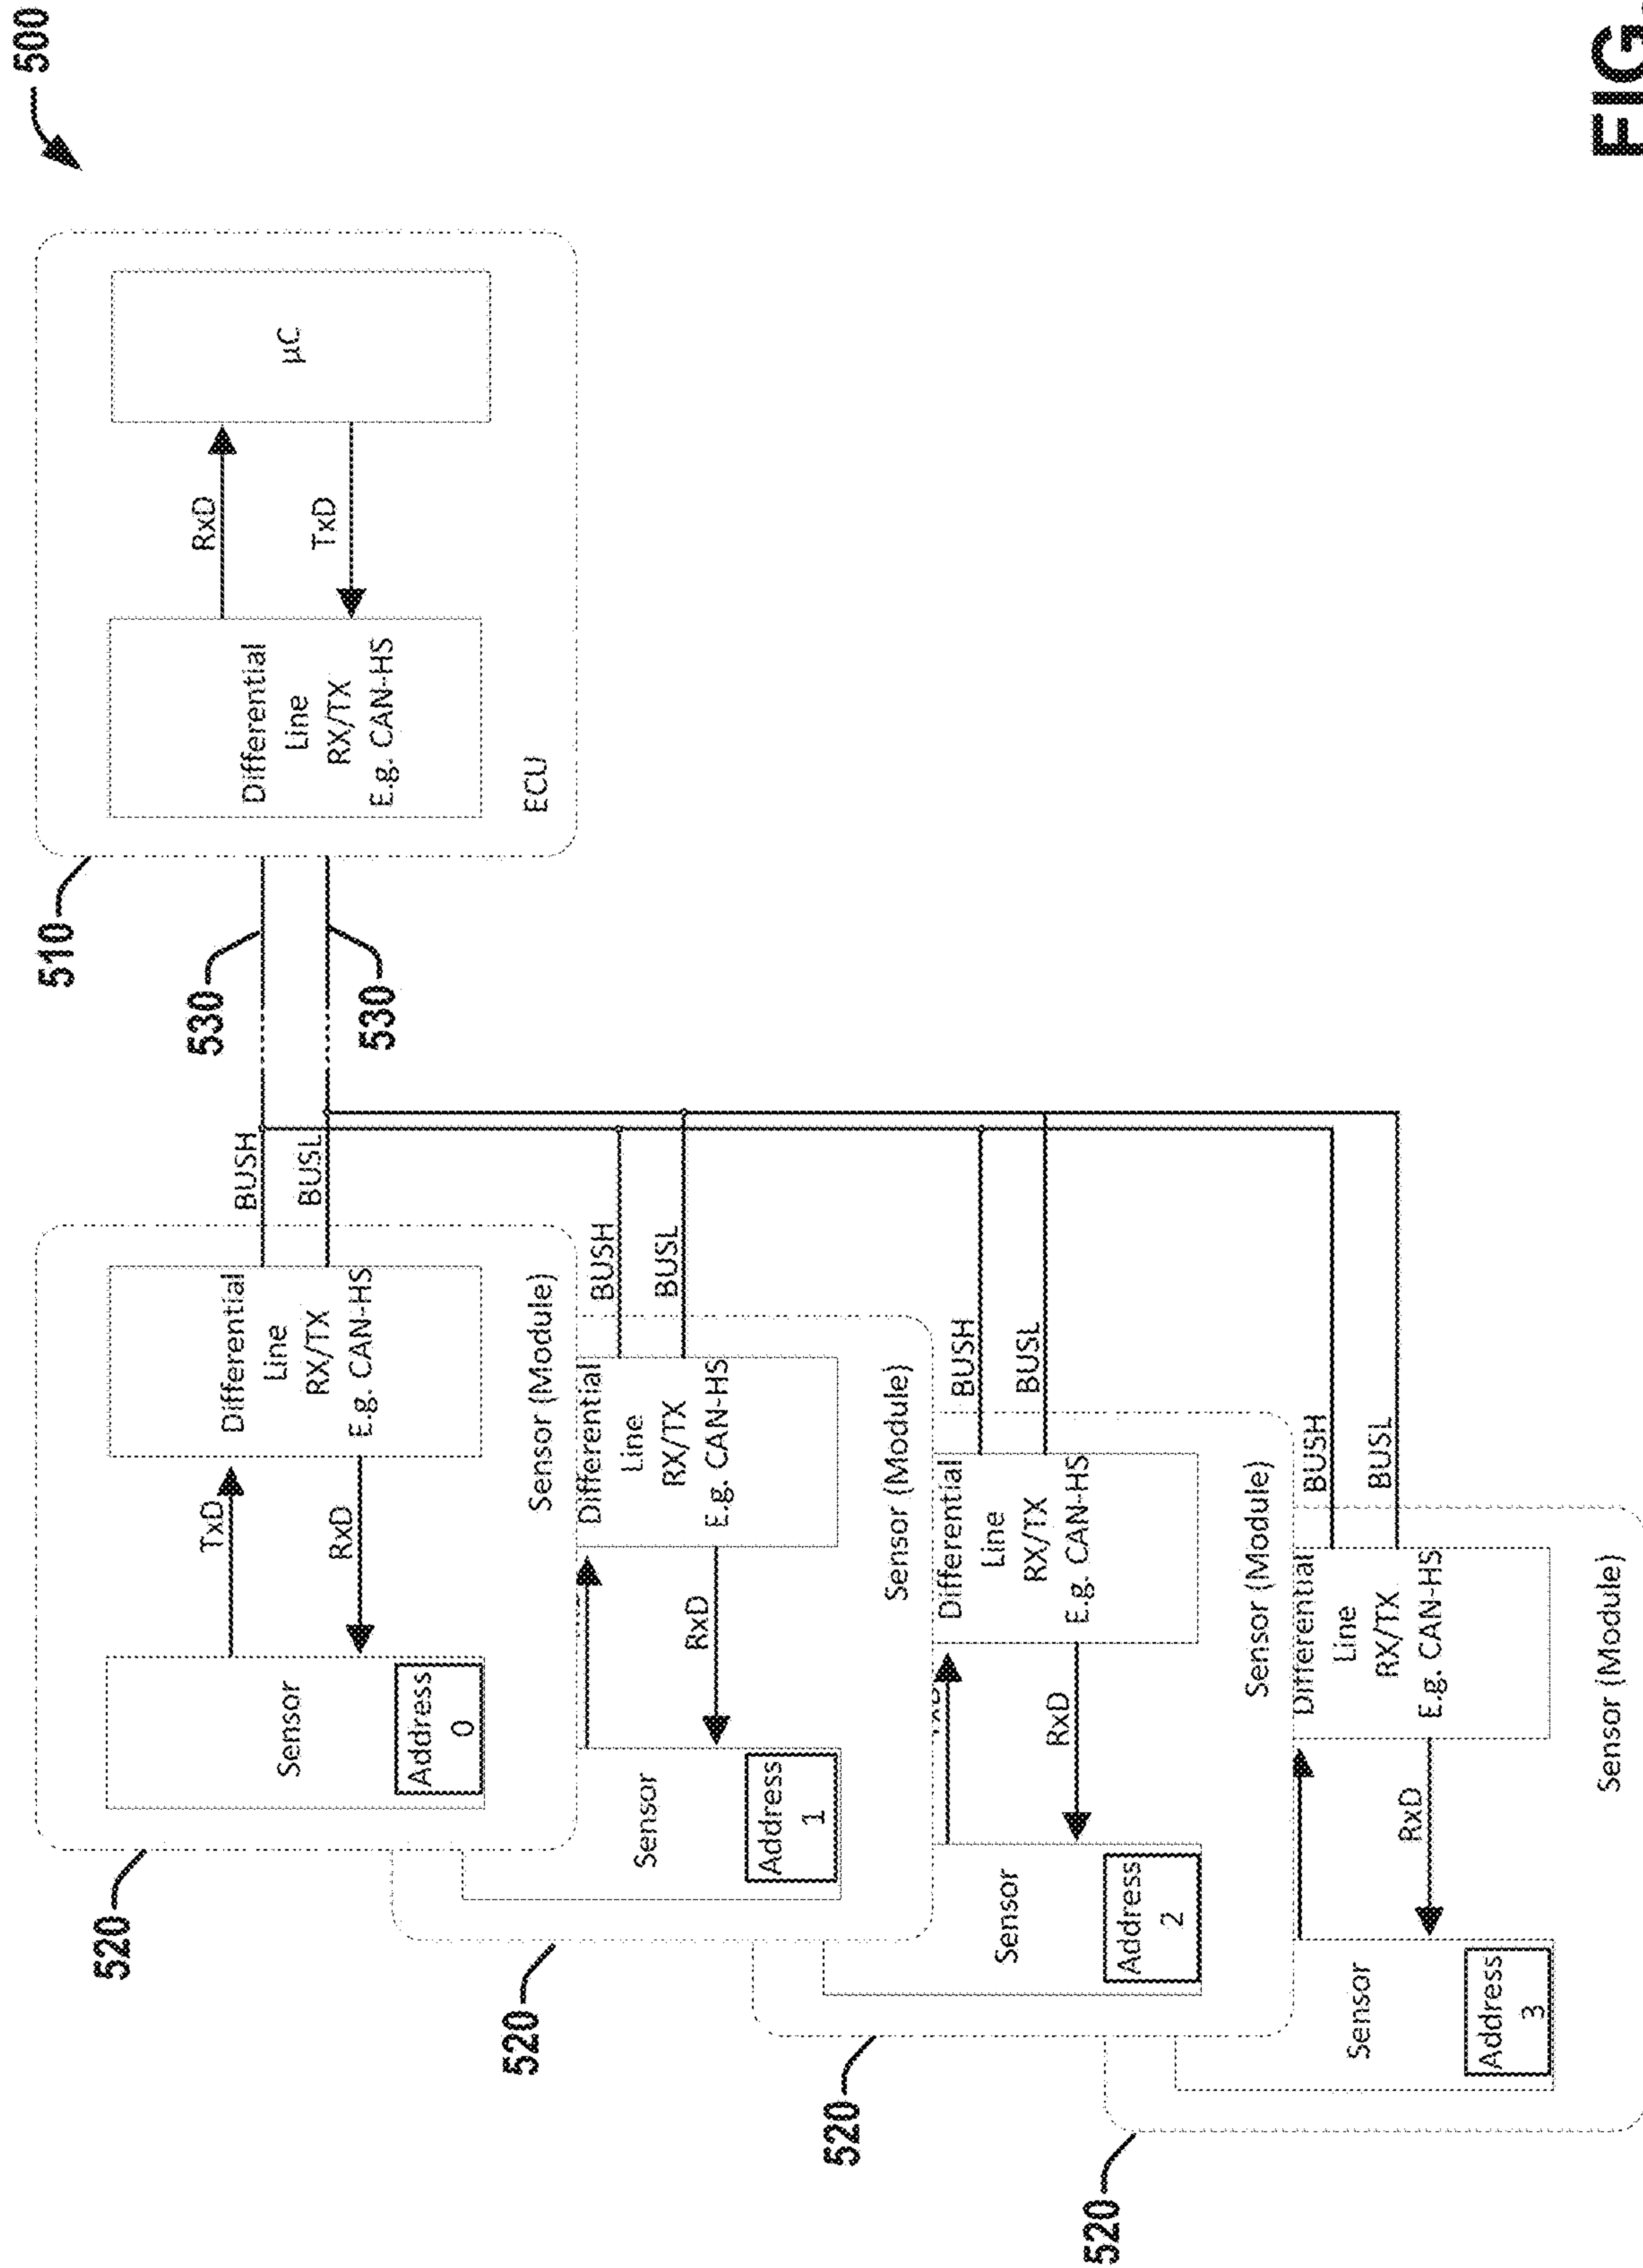 500
510
ECU
Differential
Line
RX/TX
E.g. CAN-HS
RxD
TxD
µC
530
530
520
Sensor
Address
0
TxD
RxD
Differential
Line
RX/TX
E.g. CAN-HS
Sensor (Module)
BUSH
BUSL
520
Sensor
Address
1
RxD
Differential
Line
RX/TX
E.g. CAN-HS
Sensor (Module)
BUSH
BUSL
520
Sensor
Address
2
RxD
Differential
Line
RX/TX
E.g. CAN-HS
Sensor (Module)
BUSH
BUSL
520
Sensor
Address
3
RxD
Differential
Line
RX/TX
E.g. CAN-HS
Sensor (Module)
BUSH
BUSL
FIG.